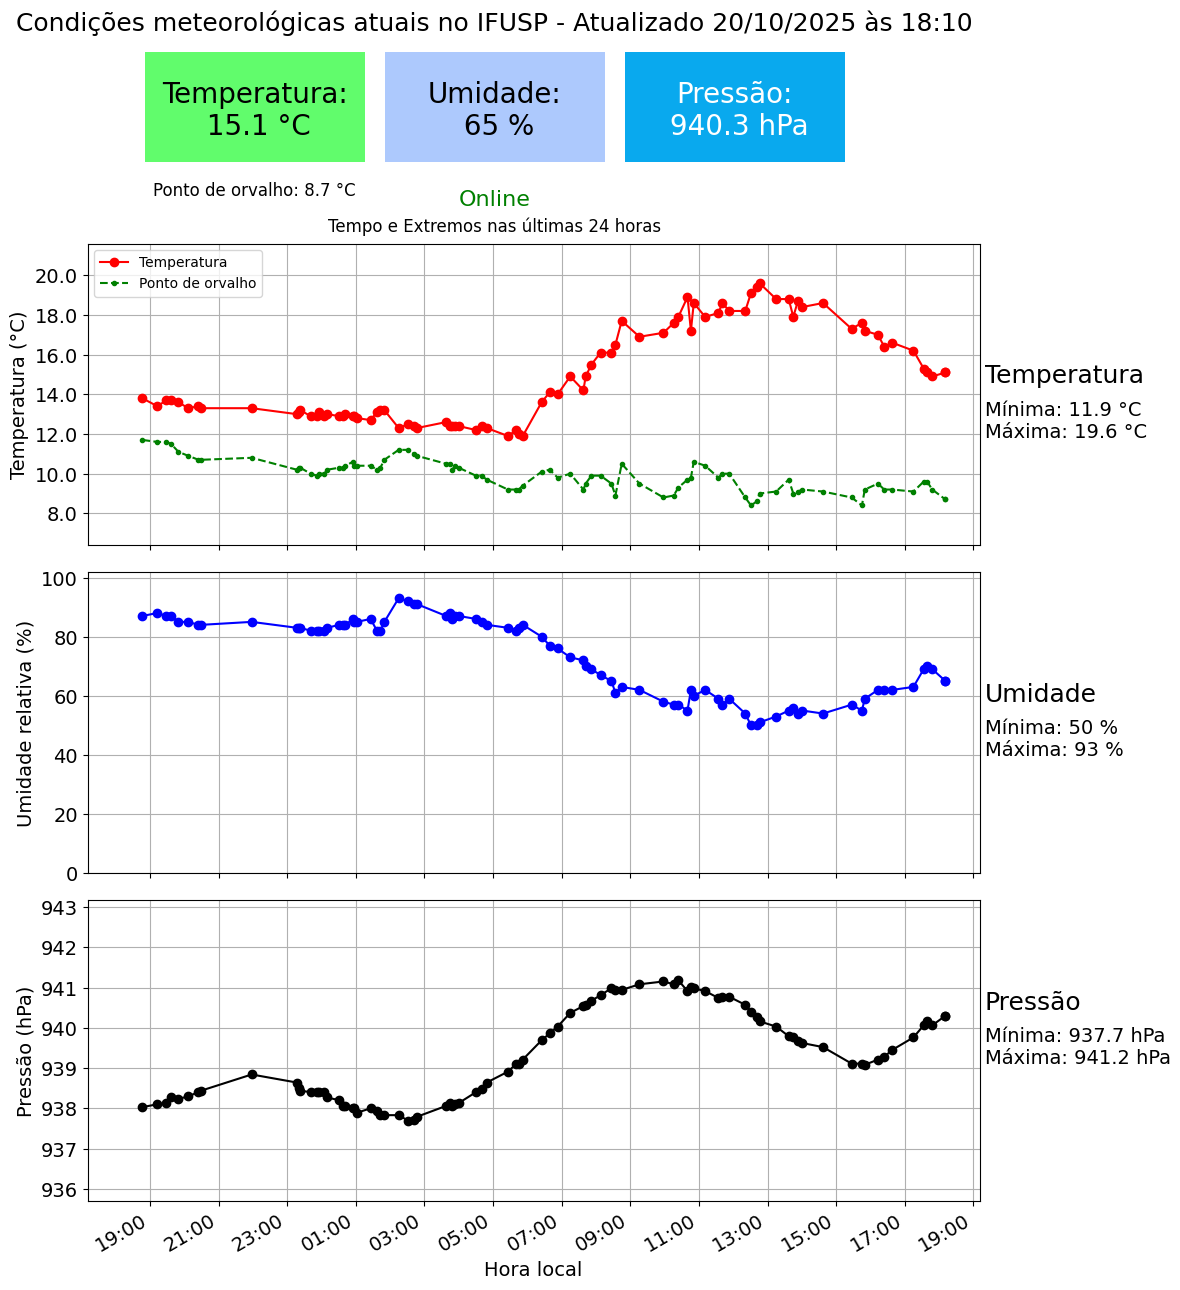 Condições meteorológicas atuais no IFUSP - Atualizado 20/10/2025 às 18:10
Temperatura:
15.1 °C
Umidade:
65 %
Pressão:
940.3 hPa
Ponto de orvalho: 8.7 °C
Online
Tempo e Extremos nas últimas 24 horas
Temperatura (°C)
20.0
18.0
16.0
14.0
12.0
10.0
8.0
Temperatura
Ponto de orvalho
Temperatura
Mínima: 11.9 °C
Máxima: 19.6 °C
Umidade relativa (%)
100
80
60
40
20
0
Umidade
Mínima: 50 %
Máxima: 93 %
Pressão (hPa)
943
942
941
940
939
938
937
936
Pressão
Mínima: 937.7 hPa
Máxima: 941.2 hPa
19:00 21:00 23:00 01:00 03:00 05:00 07:00 09:00 11:00 13:00 15:00 17:00 19:00
Hora local